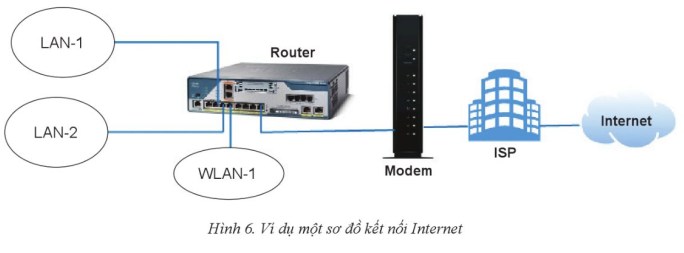 LAN-1
Router
LAN-2
WLAN-1
Modem
ISP
Internet
Hình 6. Ví dụ một sơ đồ kết nối Internet